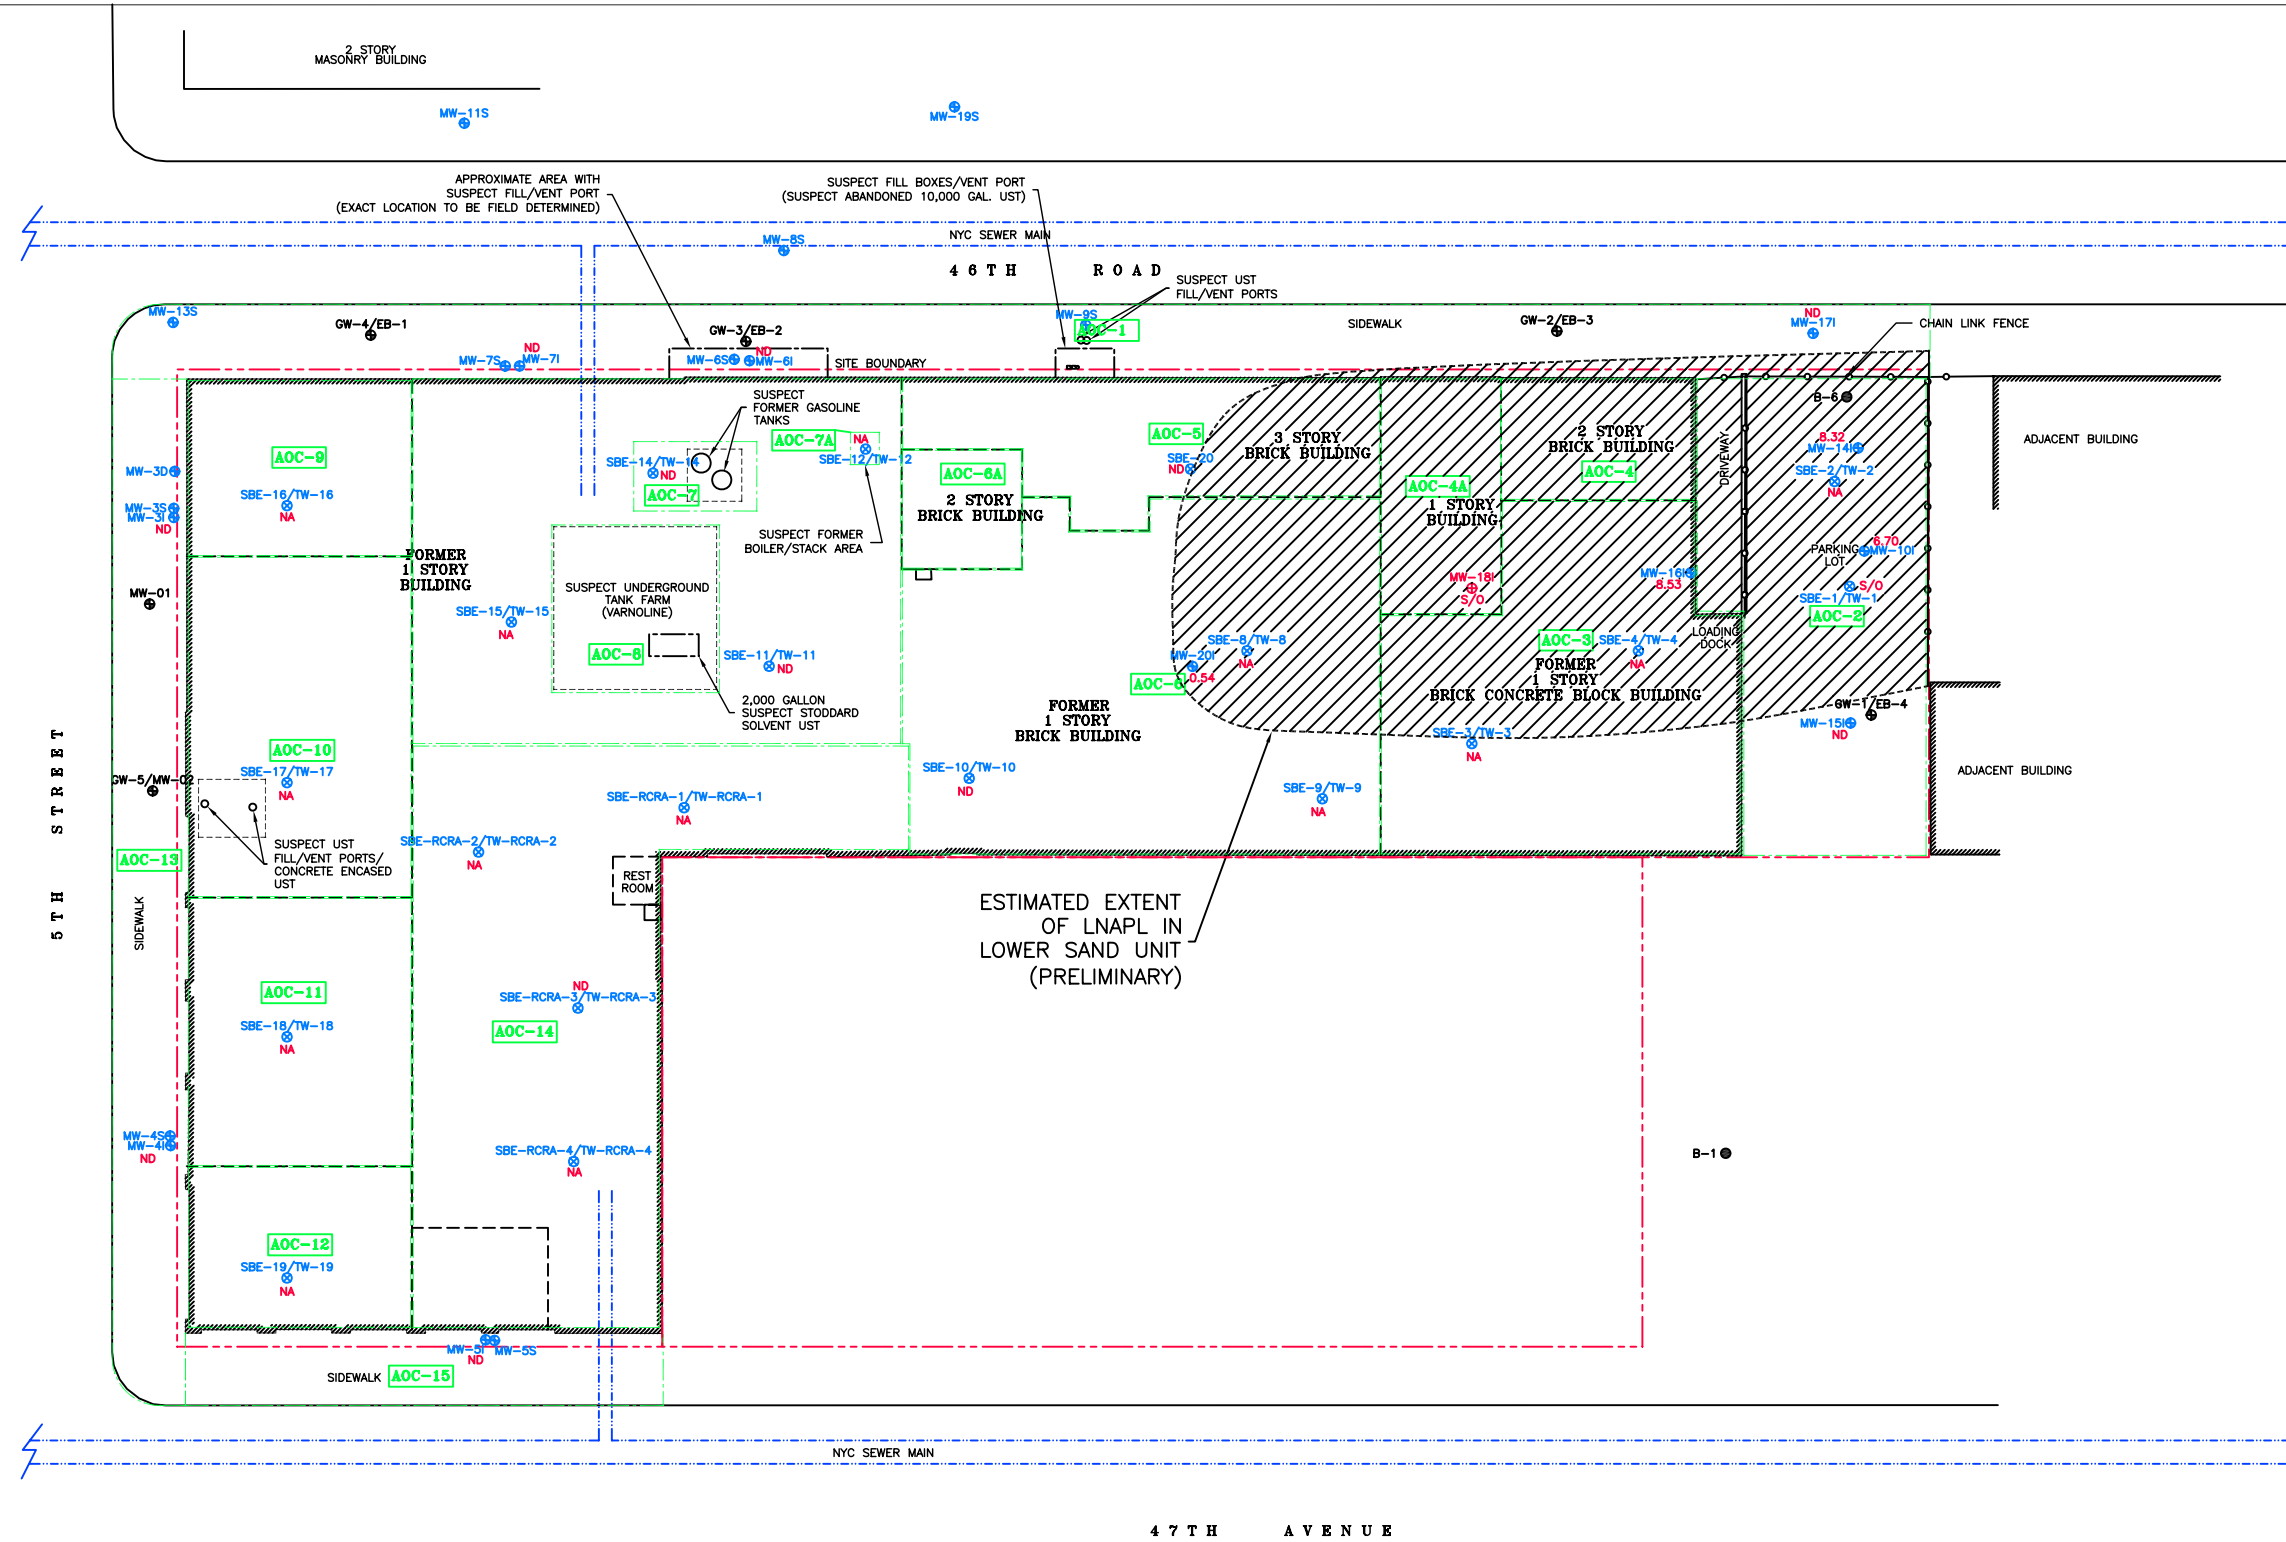 2 STORY
MASONRY BUILDING
MW-11S
MW-19S
APPROXIMATE AREA WITH
SUSPECT FILL/VENT PORT
(EXACT LOCATION TO BE FIELD DETERMINED)
SUSPECT FILL BOXES/VENT PORT
(SUSPECT ABANDONED 10,000 GAL. UST)
NYC SEWER MAIN
MW-8S
46TH ROAD
SUSPECT UST
FILL/VENT PORTS
MW-13S
GW-4/EB-1
GW-3/EB-2
MW-9S
AOC-1
SIDEWALK
GW-2/EB-3
ND
MW-17I
CHAIN LINK FENCE
ND
MW-7S
MW-7I
MW-6S
ND
MW-6I
SITE BOUNDARY
SUSPECT
FORMER GASOLINE
TANKS
B-6
AOC-9
AOC-7A
NA
SBE-12/TW-12
AOC-5
SBE-20
ND
3 STORY
BRICK BUILDING
2 STORY
BRICK BUILDING
AOC-4
DRIVEWAY
8.32
MW-14I
ADJACENT BUILDING
MW-3D
SBE-14/TW-14
ND
AOC-7
AOC-6A
AOC-4A
SBE-2/TW-2
NA
SBE-16/TW-16
NA
MW-3S
MW-3I
ND
2 STORY
BRICK BUILDING
1 STORY
BUILDING
SUSPECT FORMER
BOILER/STACK AREA
FORMER
1 STORY
BUILDING
6.70
PARKING
LOT
MW-10I
SUSPECT UNDERGROUND
TANK FARM
(VARNOLINE)
MW-18I
S/O
MW-16I
8.53
S/O
SBE-1/TW-1
AOC-2
MW-01
SBE-15/TW-15
NA
AOC-8
SBE-11/TW-11
ND
SBE-8/TW-8
NA
MW-20I
0.54
AOC-6
AOC-3
SBE-4/TW-4
NA
LOADING
DOCK
FORMER
1 STORY
BRICK CONCRETE BLOCK BUILDING
2,000 GALLON
SUSPECT STODDARD
SOLVENT UST
FORMER
1 STORY
BRICK BUILDING
GW-1/EB-4
MW-15I
ND
SBE-3/TW-3
NA
5TH STREET
AOC-10
SBE-17/TW-17
NA
GW-5/MW-02
SBE-10/TW-10
ND
SBE-9/TW-9
NA
ADJACENT BUILDING
SBE-RCRA-1/TW-RCRA-1
NA
SBE-RCRA-2/TW-RCRA-2
NA
SUSPECT UST
FILL/VENT PORTS/
CONCRETE ENCASED
UST
AOC-13
REST
ROOM
SIDEWALK
ESTIMATED EXTENT
OF LNAPL IN
LOWER SAND UNIT
(PRELIMINARY)
AOC-11
ND
SBE-RCRA-3/TW-RCRA-3
SBE-18/TW-18
NA
AOC-14
MW-4S
MW-4I
ND
SBE-RCRA-4/TW-RCRA-4
NA
B-1
AOC-12
SBE-19/TW-19
NA
MW-5I
MW-5S
ND
SIDEWALK
AOC-15
NYC SEWER MAIN
47TH AVENUE